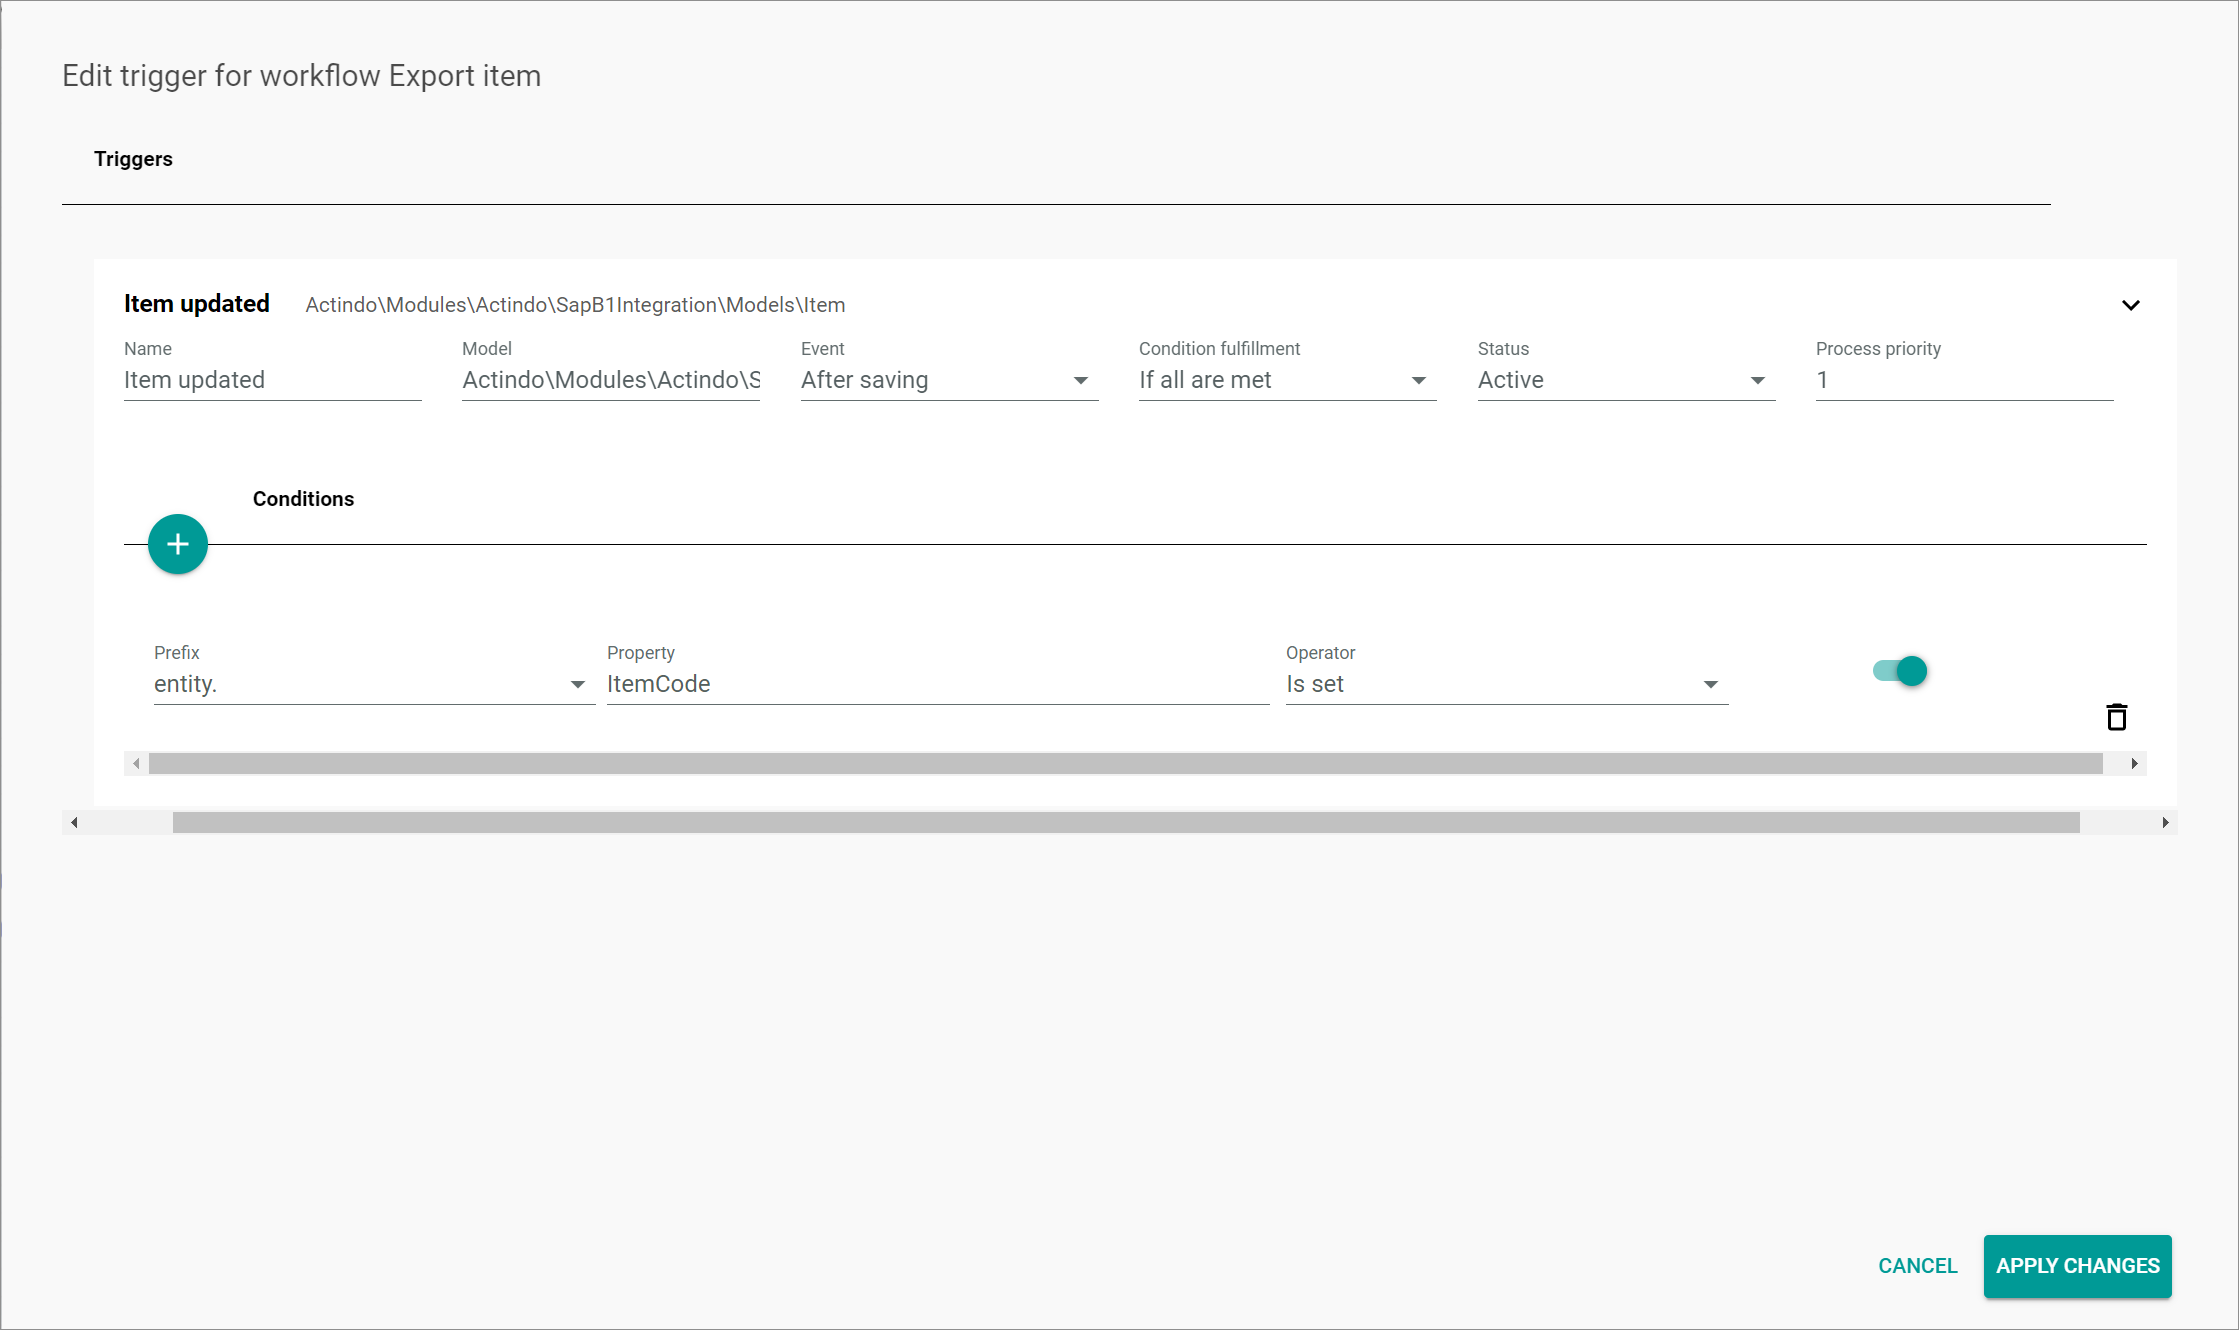 Edit trigger for workflow Export item
Triggers
Item updated Actindo\Modules\Actindo\SapB1Integration\Models\Item
Name Model Event Condition fulfillment Status Process priority
Item updated Actindo\Modules\Actindo\S After saving If all are met Active 1
Conditions
Prefix Property Operator
entity. ItemCode Is set
CANCEL APPLY CHANGES